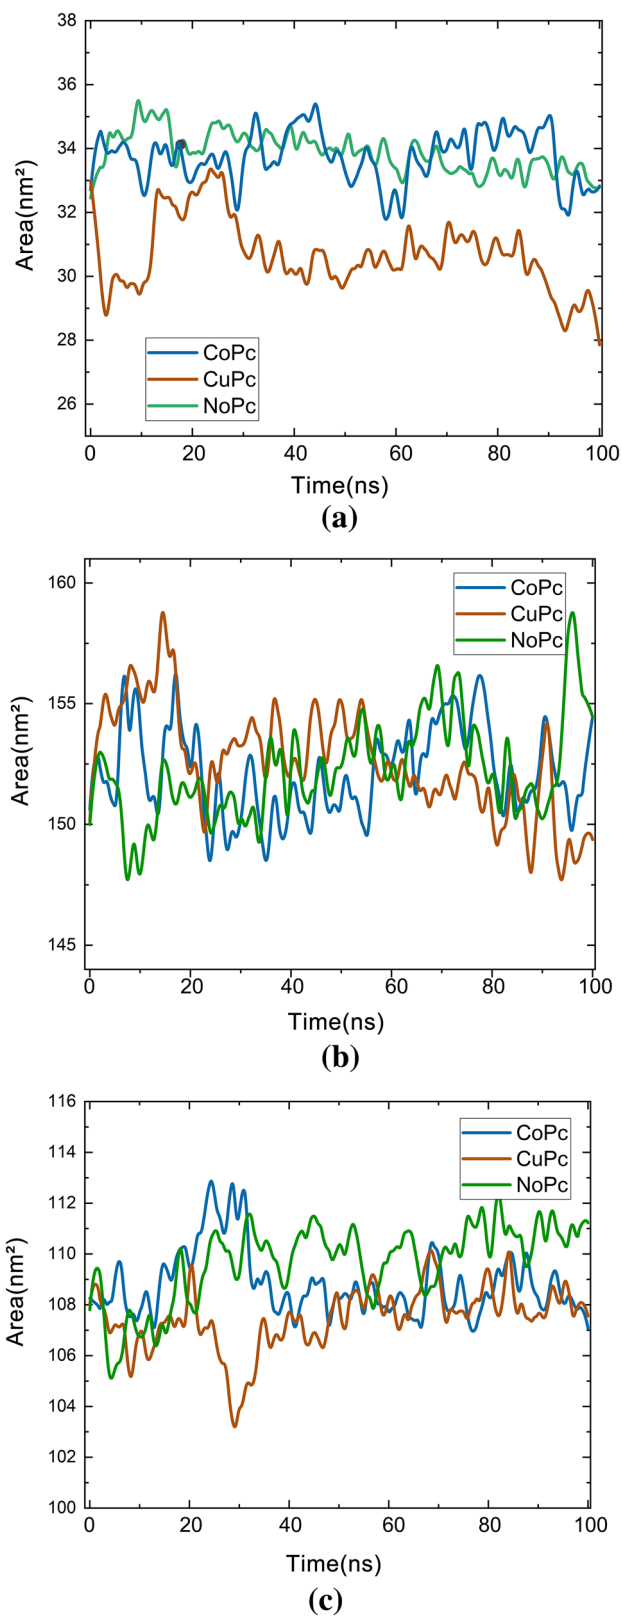 38
36
34
32
30
28
26
Area(nm²)
CoPc
CuPc
NoPc
0 20 40 60 80 100
Time(ns)
(a)
160
155
150
145
Area(nm²)
CoPc
CuPc
NoPc
0 20 40 60 80 100
Time(ns)
(b)
116
114
112
110
108
106
104
102
100
Area(nm²)
CoPc
CuPc
NoPc
0 20 40 60 80 100
Time(ns)
(c)